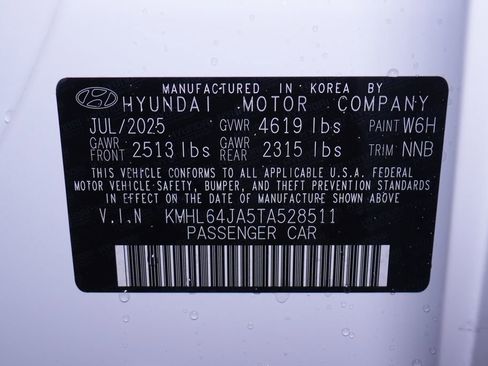 MANUFACTURED IN KOREA BY
HYUNDAI MOTOR COMPANY
JUL/2025 GVWR 4619 lbs PAINT W6H
GAWR FRONT 2513 lbs GAWR REAR 2315 lbs TRIM NNB
THIS VEHICLE CONFORMS TO ALL APPLICABLE U.S.A. FEDERAL
MOTOR VEHICLE SAFETY, BUMPER, AND THEFT PREVENTION STANDARDS
IN EFFECT ON THE DATE OF MANUFACTURE SHOWN ABOVE
V.I.N KMHL64JA5TA528511
PASSENGER CAR